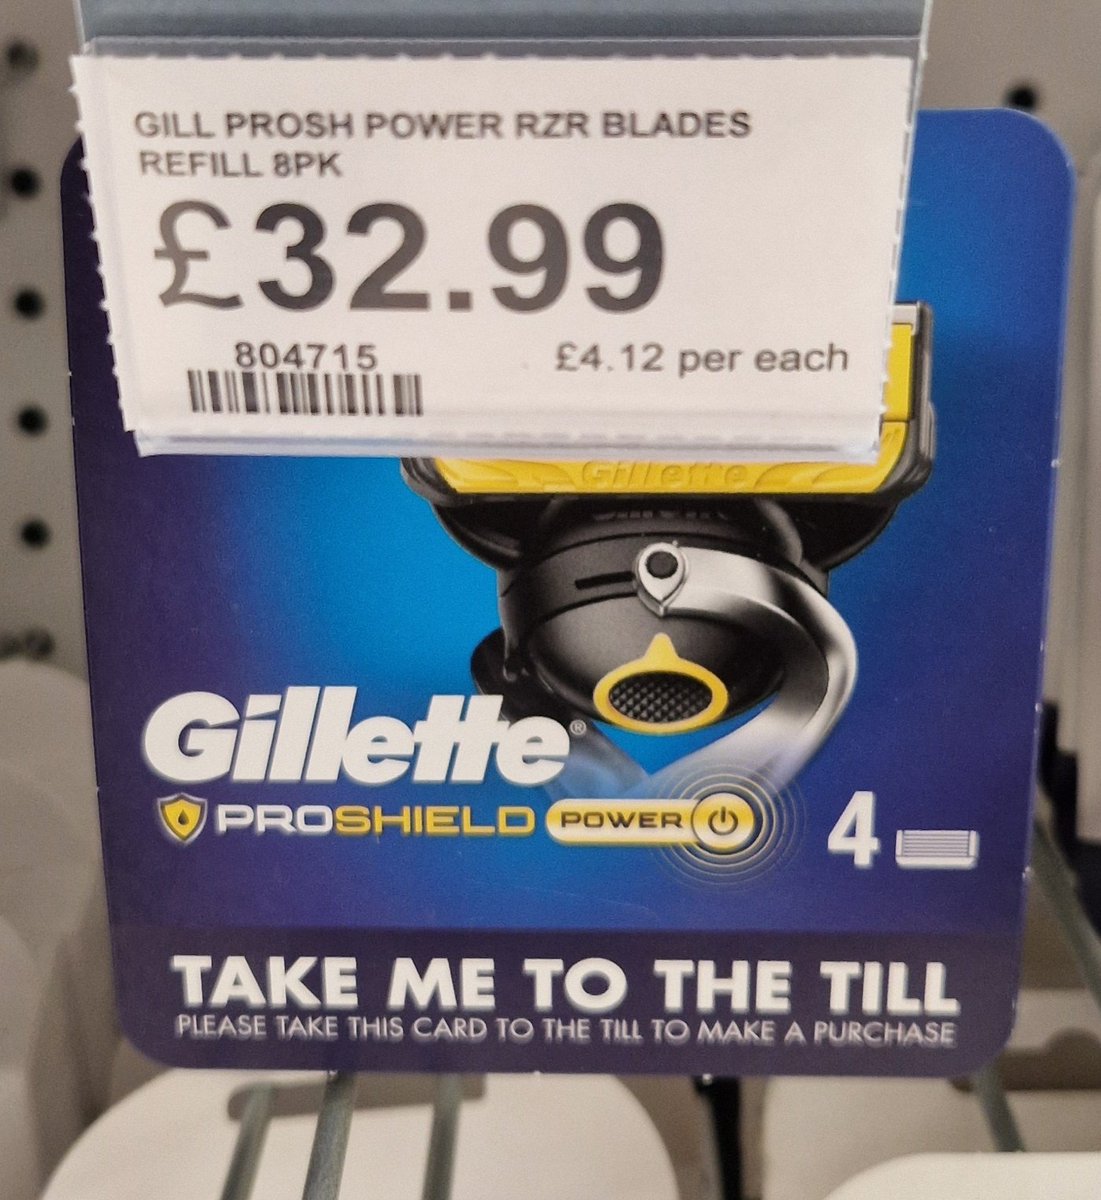 GILL PROSH POWER RZR BLADES
REFILL 8PK
£32.99
804715
£4.12 per each
Gillette
Gillette®
PROSHIELD POWER
4
TAKE ME TO THE TILL
PLEASE TAKE THIS CARD TO THE TILL TO MAKE A PURCHASE